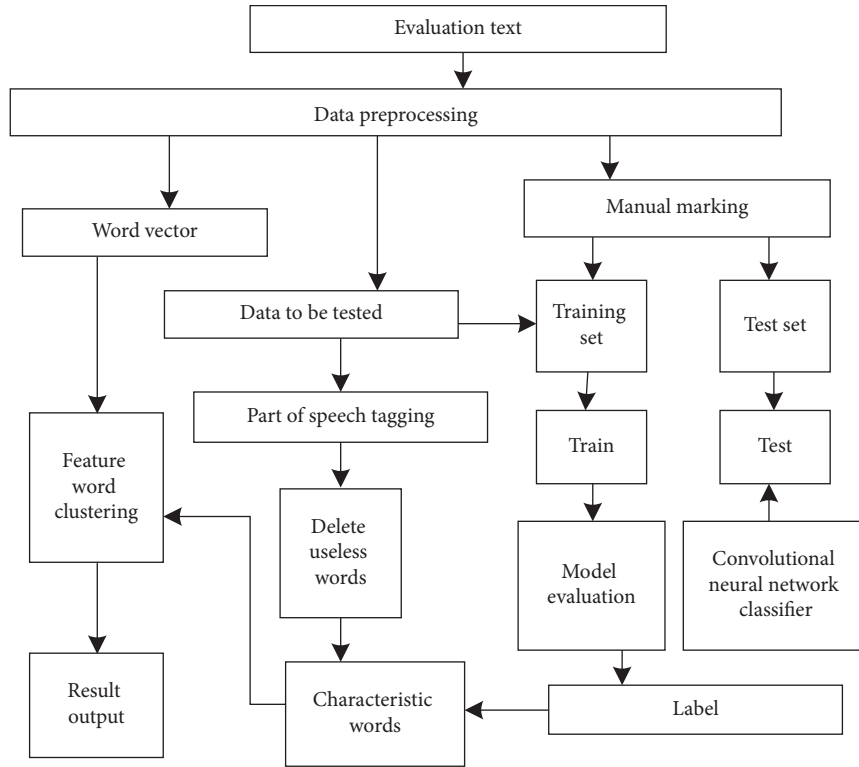 Evaluation text
Data preprocessing
Manual marking
Word vector
Data to be tested
Training
set
Test set
Part of speech tagging
Train
Test
Feature
word
clustering
Delete
useless
words
Model
evaluation
Convolutional
neural network
classifier
Result
output
Characteristic
words
Label